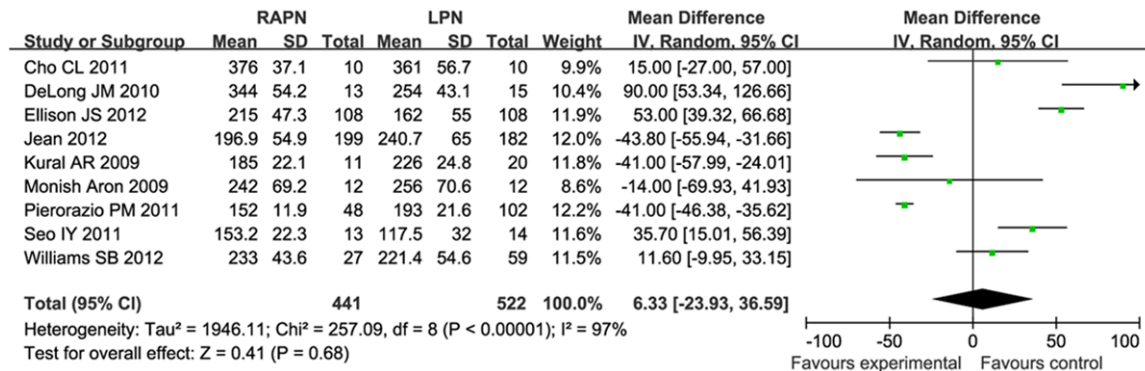 RAPN LPN Mean Difference Mean Difference
Study or Subgroup Mean SD Total Mean SD Total Weight IV, Random, 95% CI IV, Random, 95% CI
Cho CL 2011 376 37.1 10 361 56.7 10 9.9% 15.00 [-27.00, 57.00]
DeLong JM 2010 344 54.2 13 254 43.1 15 10.4% 90.00 [53.34, 126.66]
Ellison JS 2012 215 47.3 108 162 55 108 11.9% 53.00 [39.32, 66.68]
Jean 2012 196.9 54.9 199 240.7 65 182 12.0% -43.80 [-55.94, -31.66]
Kural AR 2009 185 22.1 11 226 24.8 20 11.8% -41.00 [-57.99, -24.01]
Monish Aron 2009 242 69.2 12 256 70.6 12 8.6% -14.00 [-69.93, 41.93]
Pierorazio PM 2011 152 11.9 48 193 21.6 102 12.2% -41.00 [-46.38, -35.62]
Seo IY 2011 153.2 22.3 13 117.5 32 14 11.6% 35.70 [15.01, 56.39]
Williams SB 2012 233 43.6 27 221.4 54.6 59 11.5% 11.60 [-9.95, 33.15]
Total (95% CI) 441 522 100.0% 6.33 [-23.93, 36.59]
Heterogeneity: Tau² = 1946.11; Chi² = 257.09, df = 8 (P < 0.00001); I² = 97%
Test for overall effect: Z = 0.41 (P = 0.68)
-100 -50 0 50 100
Favours experimental Favours control